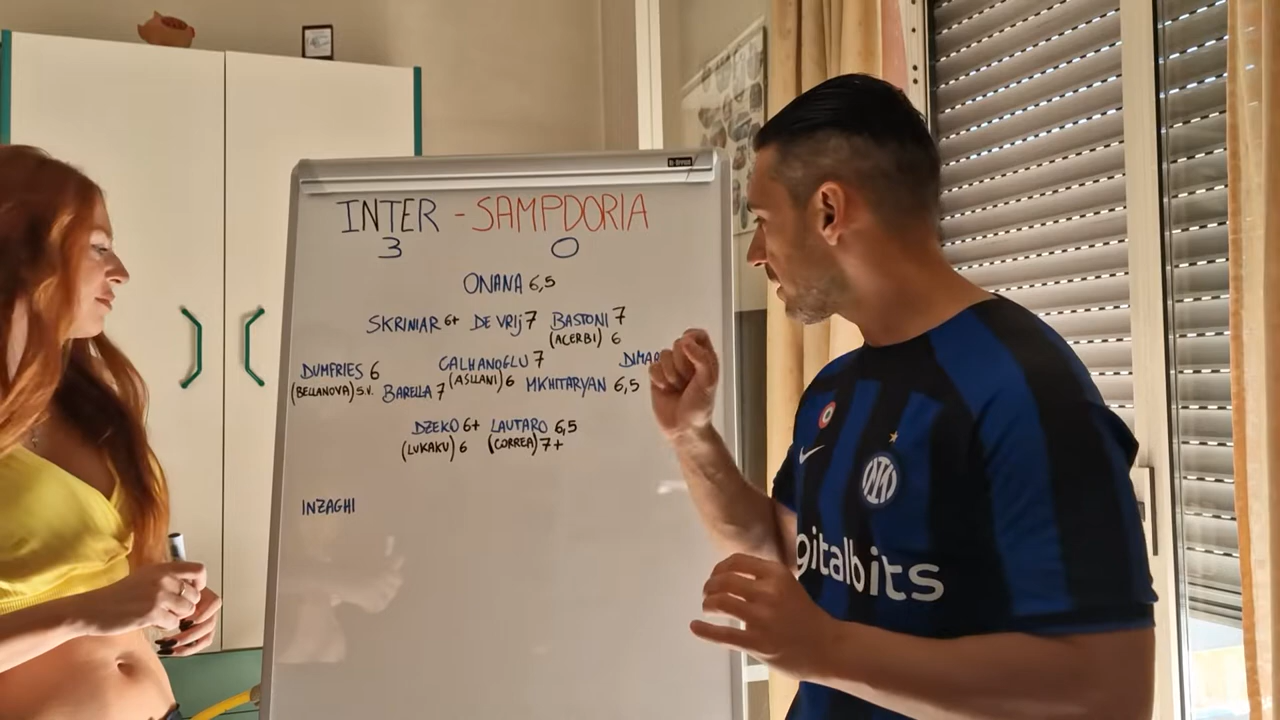 INTER - SAMPDORIA
3 0
ONANA 6,5
SKRINIAR 6+ DE VRIJ 7 BASTONI 7
(ACERBI) 6
DUMFRIES 6 CALHANOGLU 7 DIMAR
(BELLANOVA) S.V. BARELLA 7 (ASLLANI) 6 MKHITARYAN 6,5
DZEKO 6+ LAUTARO 6,5
(LUKAKU) 6 (CORREA) 7+
INZAGHI
gitalbits